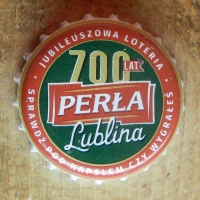 JUBILEUSZOWA LOTERIA
700 LAT
PERŁA
Lublina
SPRAWDŹ POD KAPSLEM CZY WYGRAŁEŚ